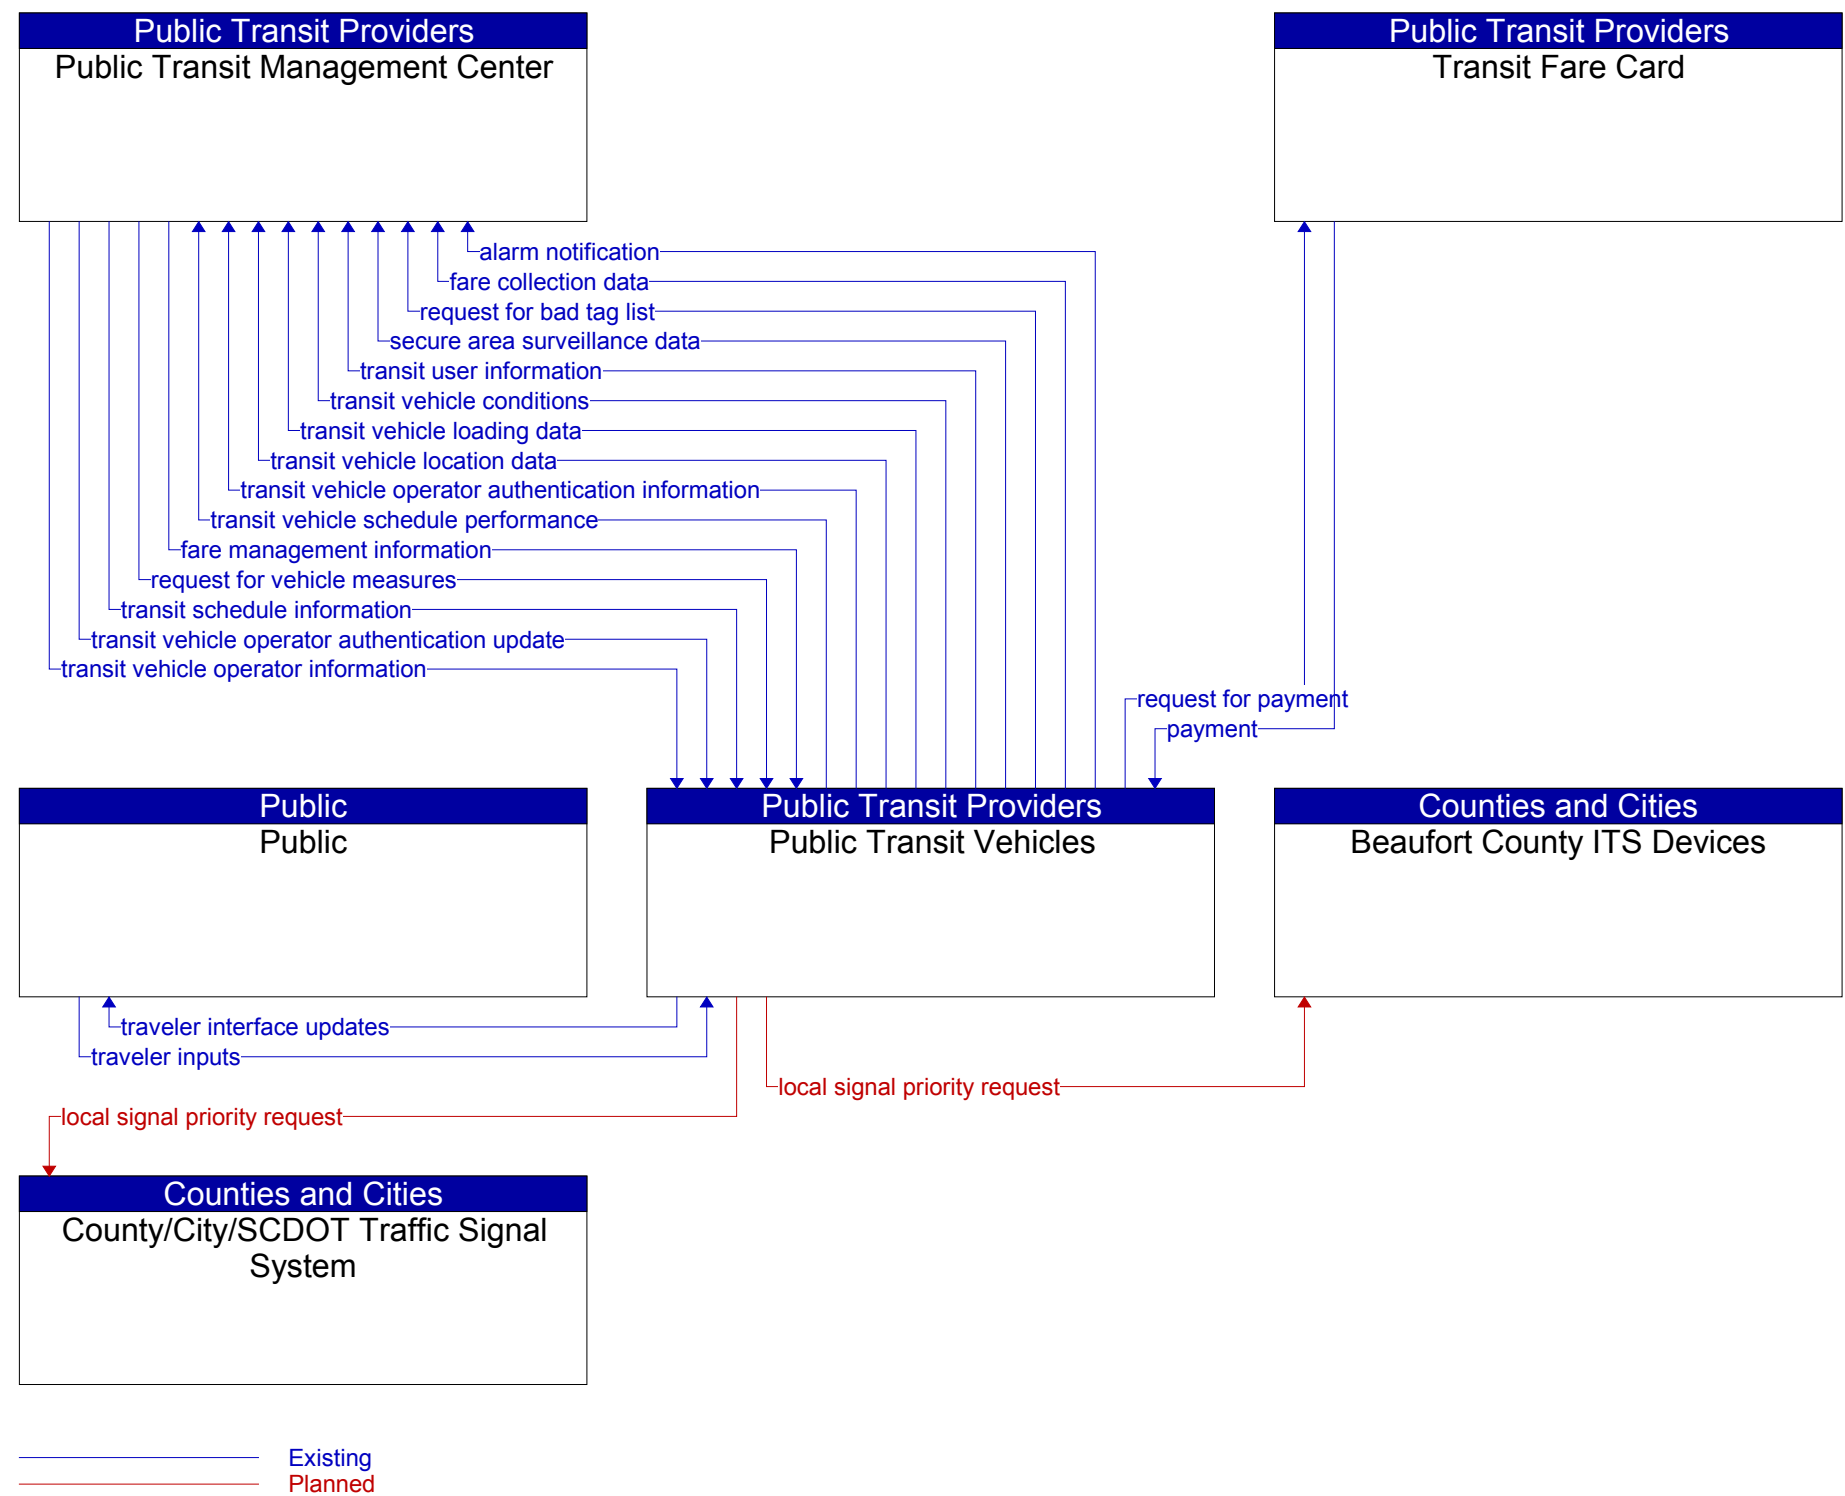 Public Transit Providers
Public Transit Management Center
Public Transit Providers
Transit Fare Card
alarm notification
fare collection data
request for bad tag list
secure area surveillance data
transit user information
transit vehicle conditions
transit vehicle loading data
transit vehicle location data
transit vehicle operator authentication information
transit vehicle schedule performance
fare management information
request for vehicle measures
transit schedule information
transit vehicle operator authentication update
transit vehicle operator information
request for payment
payment
Public
Public
Public Transit Providers
Public Transit Vehicles
Counties and Cities
Beaufort County ITS Devices
traveler interface updates
traveler inputs
local signal priority request
local signal priority request
Counties and Cities
County/City/SCDOT Traffic Signal
System
Existing
Planned